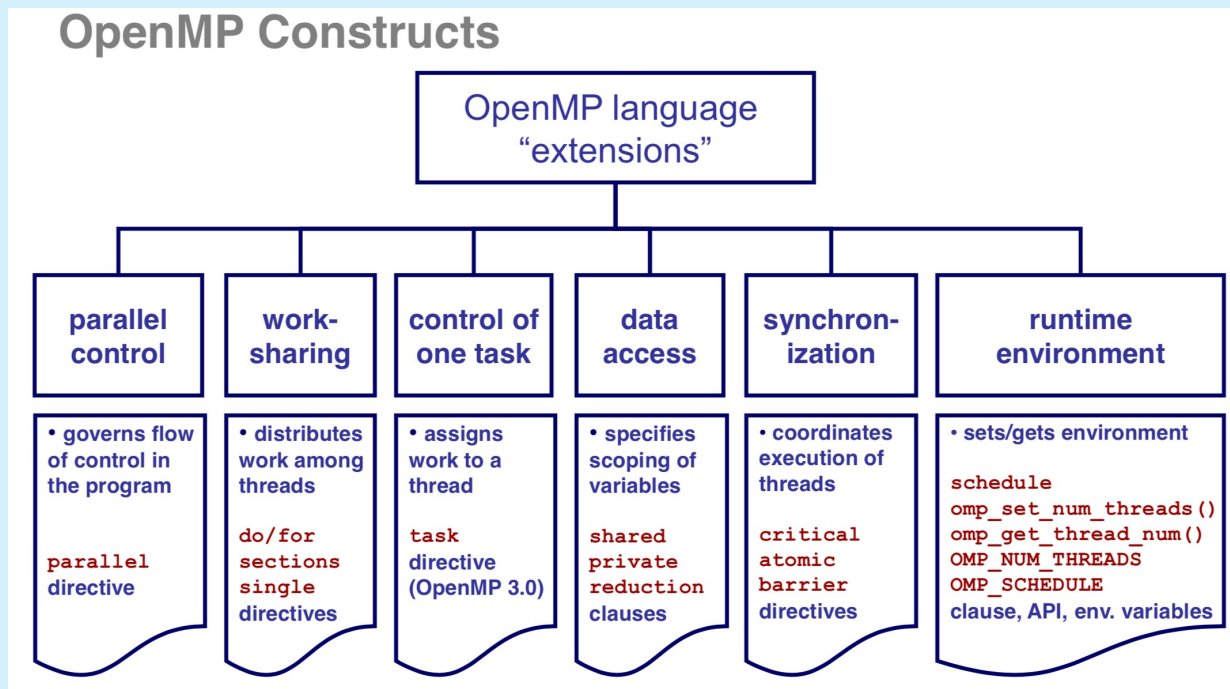 OpenMP Constructs
OpenMP language
“extensions”
parallel
control
work-
sharing
control of
one task
data
access
synchron-
ization
runtime
environment
• governs flow
of control in
the program
parallel
directive
• distributes
work among
threads
do/for
sections
single
directives
• assigns
work to a
thread
task
directive
(OpenMP 3.0)
• specifies
scoping of
variables
shared
private
reduction
clauses
• coordinates
execution of
threads
critical
atomic
barrier
directives
• sets/gets environment
schedule
omp_set_num_threads()
omp_get_thread_num()
OMP_NUM_THREADS
OMP_SCHEDULE
clause, API, env. variables